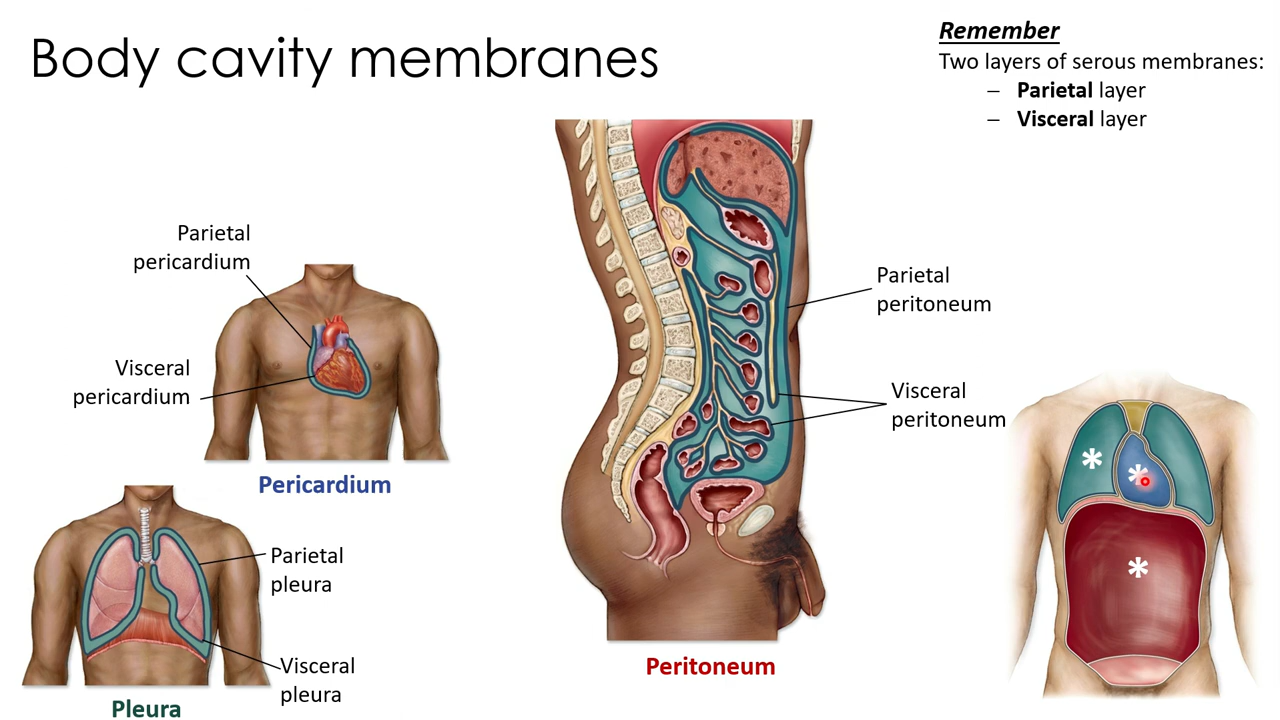 Body cavity membranes
Remember
Two layers of serous membranes:
– Parietal layer
– Visceral layer
Parietal
pericardium
Visceral
pericardium
Pericardium
Parietal
pleura
Visceral
pleura
Pleura
Parietal
peritoneum
Visceral
peritoneum
Peritoneum
*
*
*